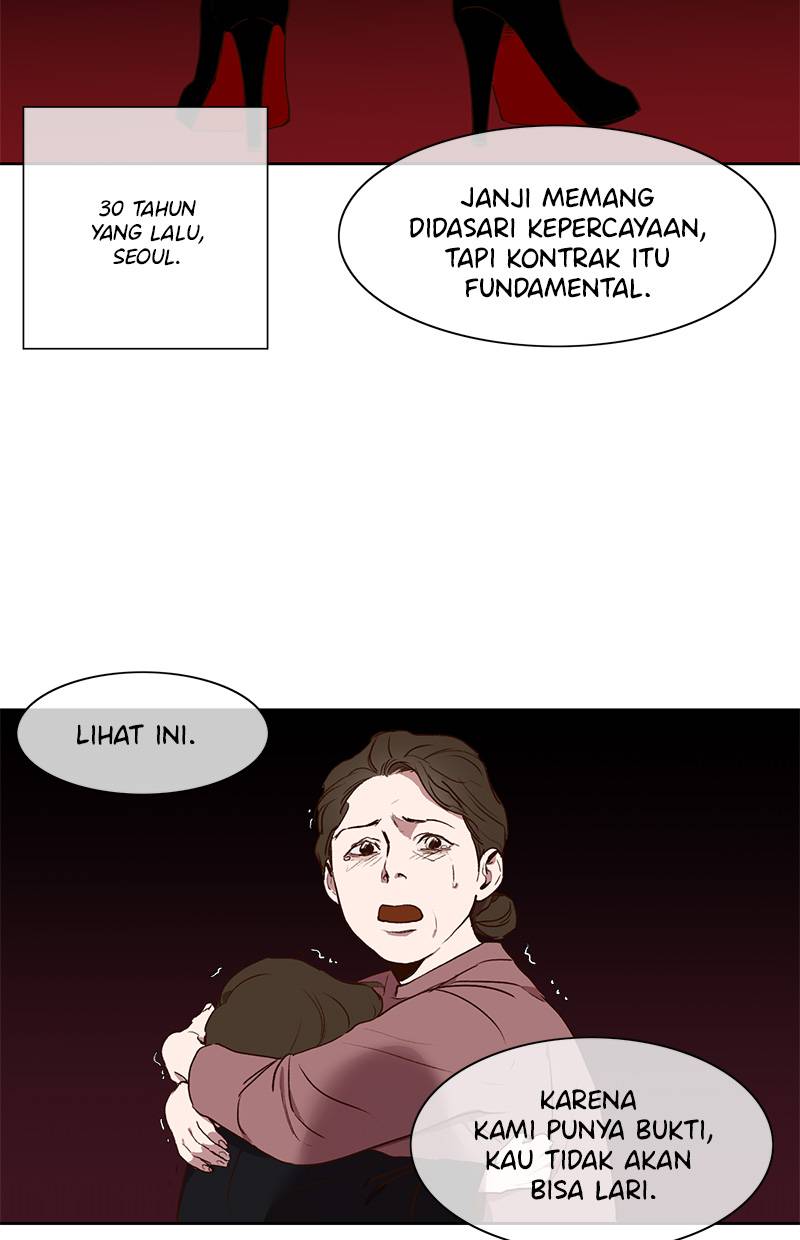 30 TAHUN
YANG LALU,
SEOUL.
JANJI MEMANG
DIDASARI KEPERCAYAAN,
TAPI KONTRAK ITU
FUNDAMENTAL.
LIHAT INI.
KARENA
KAMI PUNYA BUKTI,
KAU TIDAK AKAN
BISA LARI.